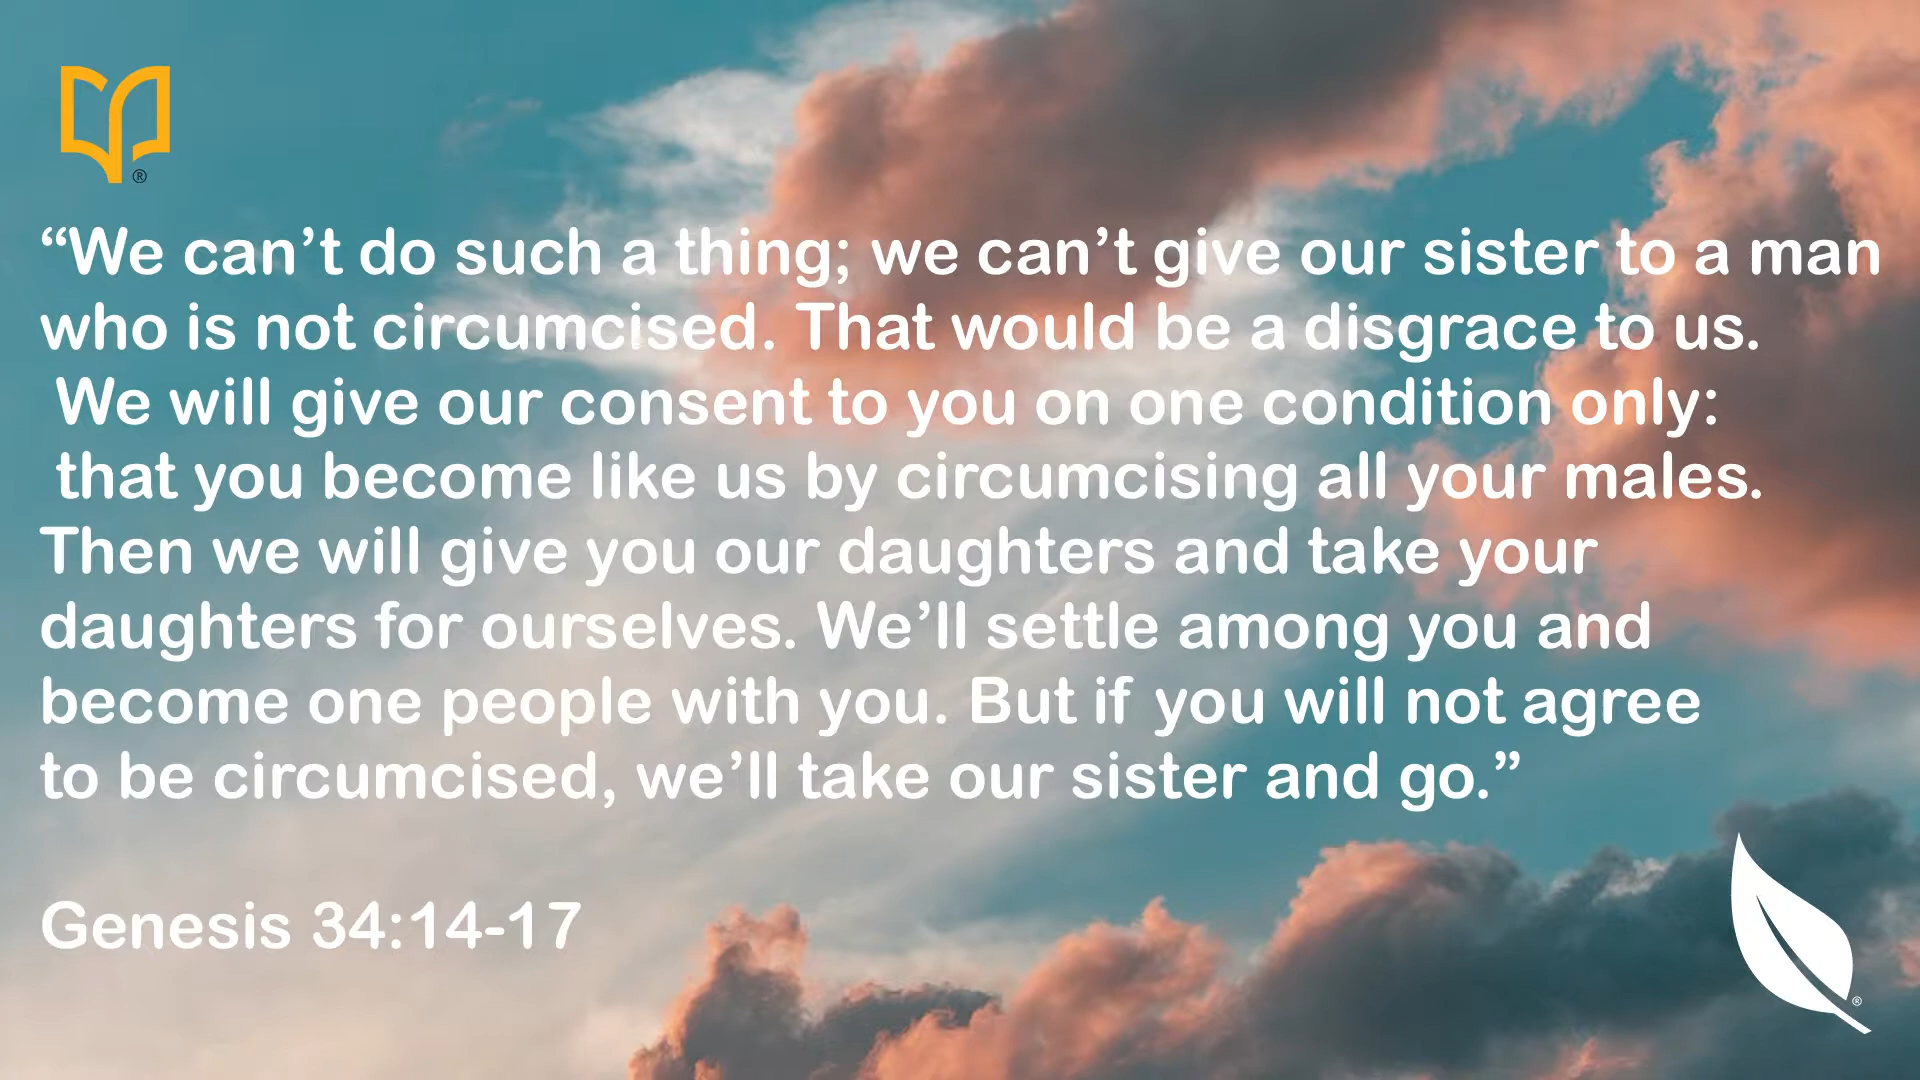 ®
“We can’t do such a thing; we can’t give our sister to a man
who is not circumcised. That would be a disgrace to us.
We will give our consent to you on one condition only:
that you become like us by circumcising all your males.
Then we will give you our daughters and take your
daughters for ourselves. We’ll settle among you and
become one people with you. But if you will not agree
to be circumcised, we’ll take our sister and go.”
Genesis 34:14-17
®